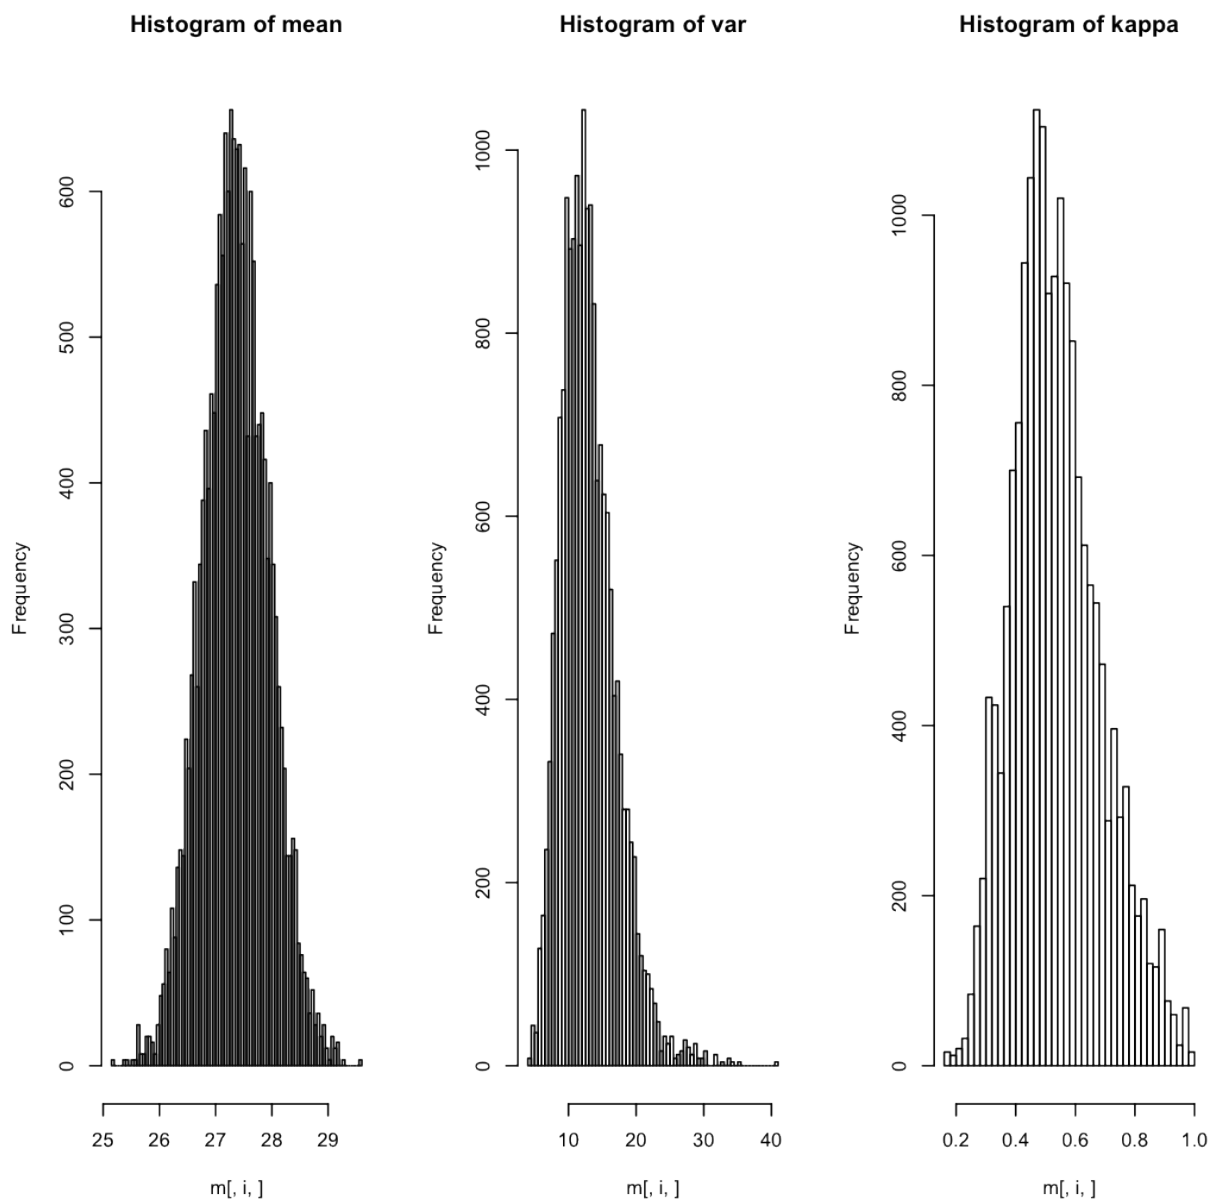 Histogram of mean
Frequency
600
500
400
300
200
100
0
25 26 27 28 29
m[, i, ]
Histogram of var
Frequency
1000
800
600
400
200
0
10 20 30 40
m[, i, ]
Histogram of kappa
Frequency
1000
800
600
400
200
0
0.2 0.4 0.6 0.8 1.0
m[, i, ]